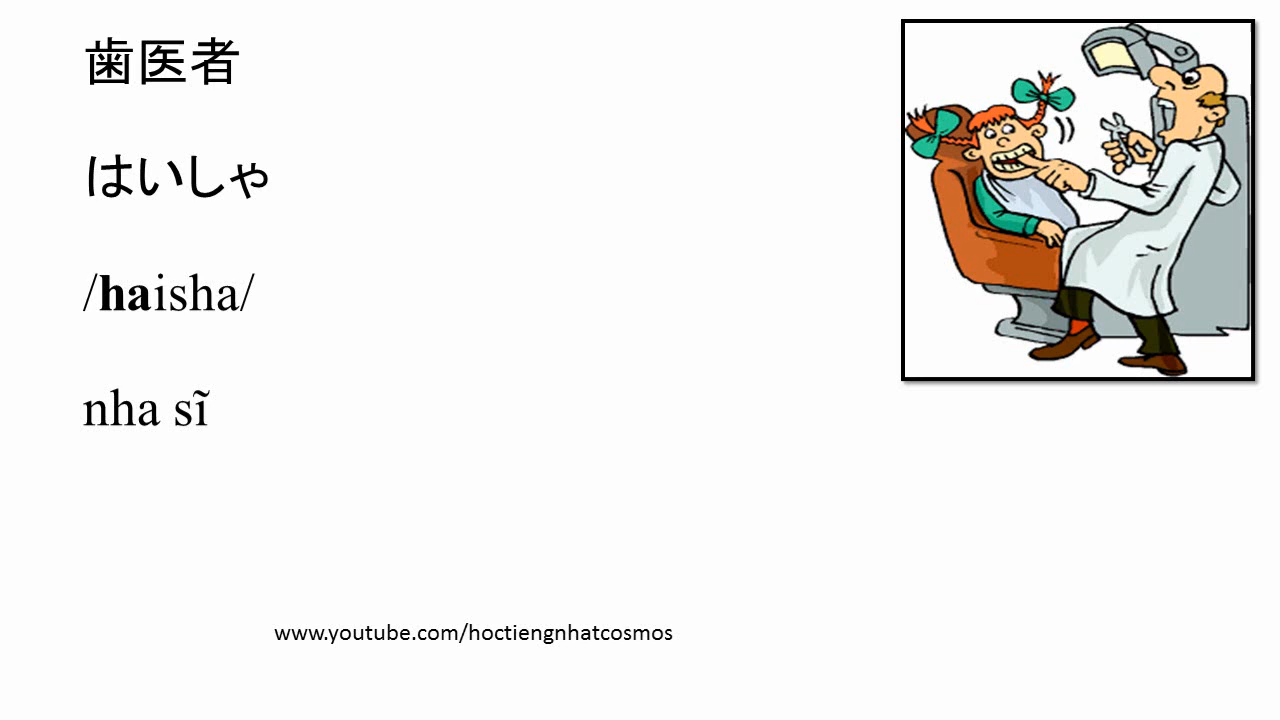 歯医者
はいしゃ
/haisha/
nha sĩ
www.youtube.com/hoctiengnhatcosmos